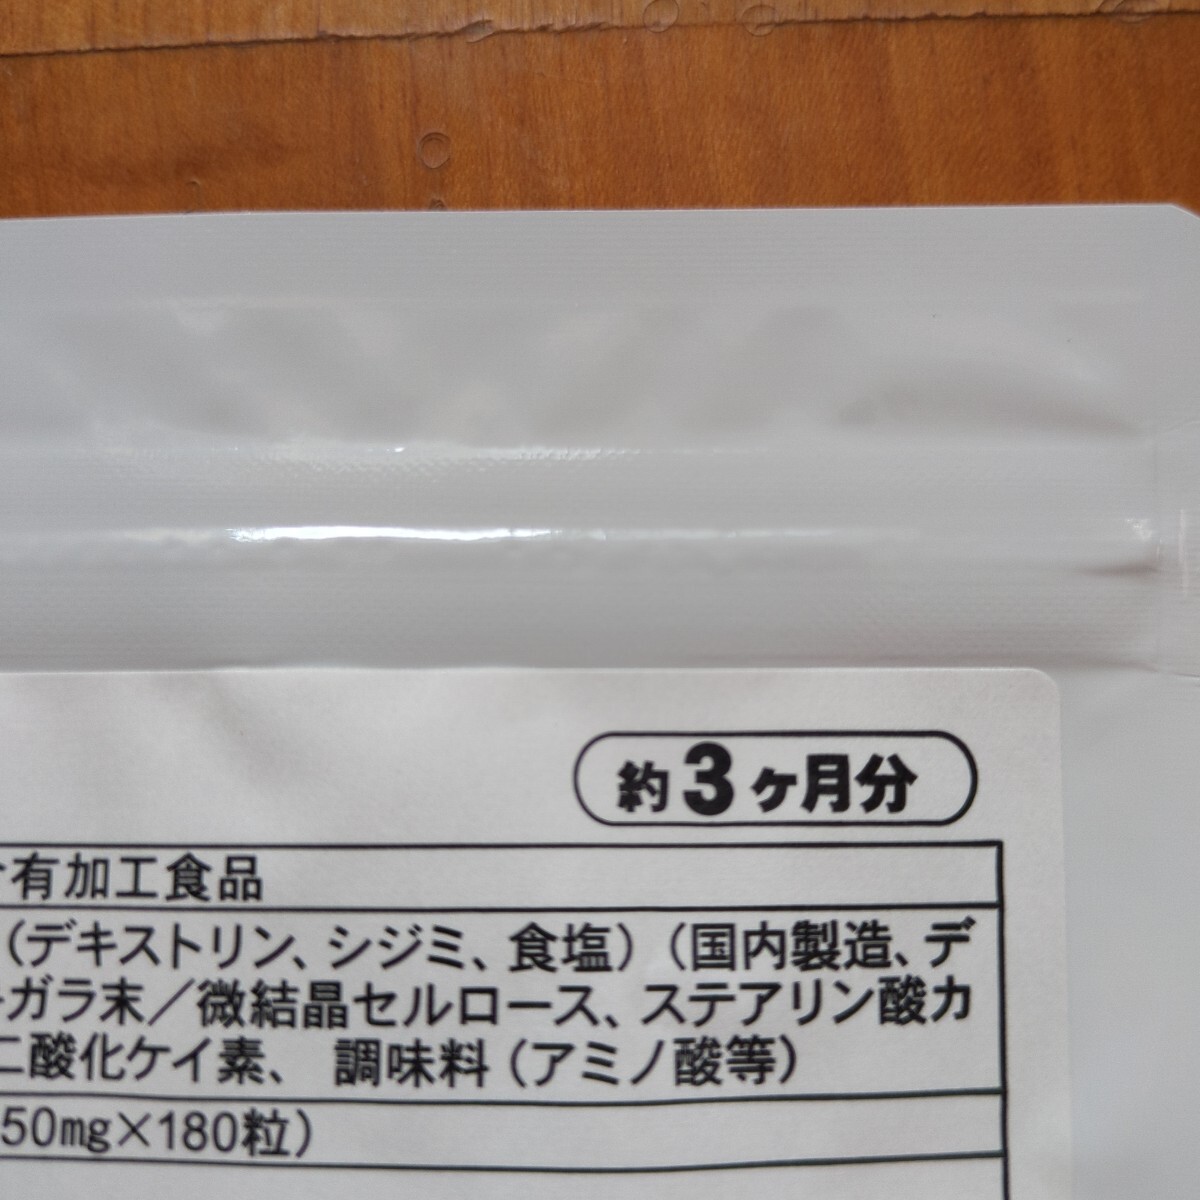 約3ヶ月分
有加工食品
(デキストリン、シジミ、食塩)(国内製造、デ
ガラ末／微結晶セルロース、ステアリン酸カ
二酸化ケイ素、調味料(アミノ酸等)
50mg×180粒)